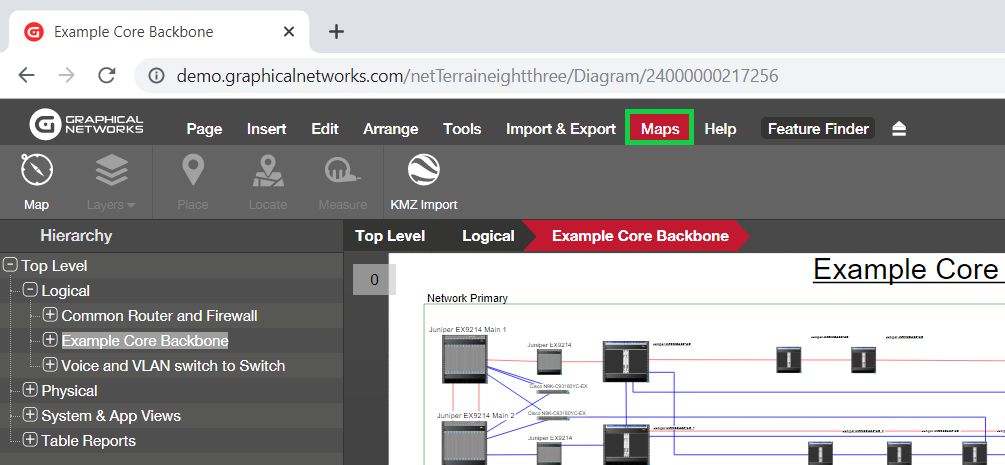 Example Core Backbone
demo.graphicalnetworks.com/netTerraineightthree/Diagram/24000000217256
GRAPHICAL
NETWORKS
Page Insert Edit Arrange Tools Import & Export Maps Help Feature Finder
Map Layers Place Locate Measure KMZ Import
Hierarchy
Top Level Logical Example Core Backbone
Top Level
Logical
Common Router and Firewall
Example Core Backbone
Voice and VLAN switch to Switch
Physical
System & App Views
Table Reports
0
Example Core
Network Primary
Juniper EX9214 Main 1
Juniper EX9214
Cisco N9K-C93180YC-EX
Cisco N9K-C93180YC-EX
Juniper EX9214 Main 2
Juniper EX9214